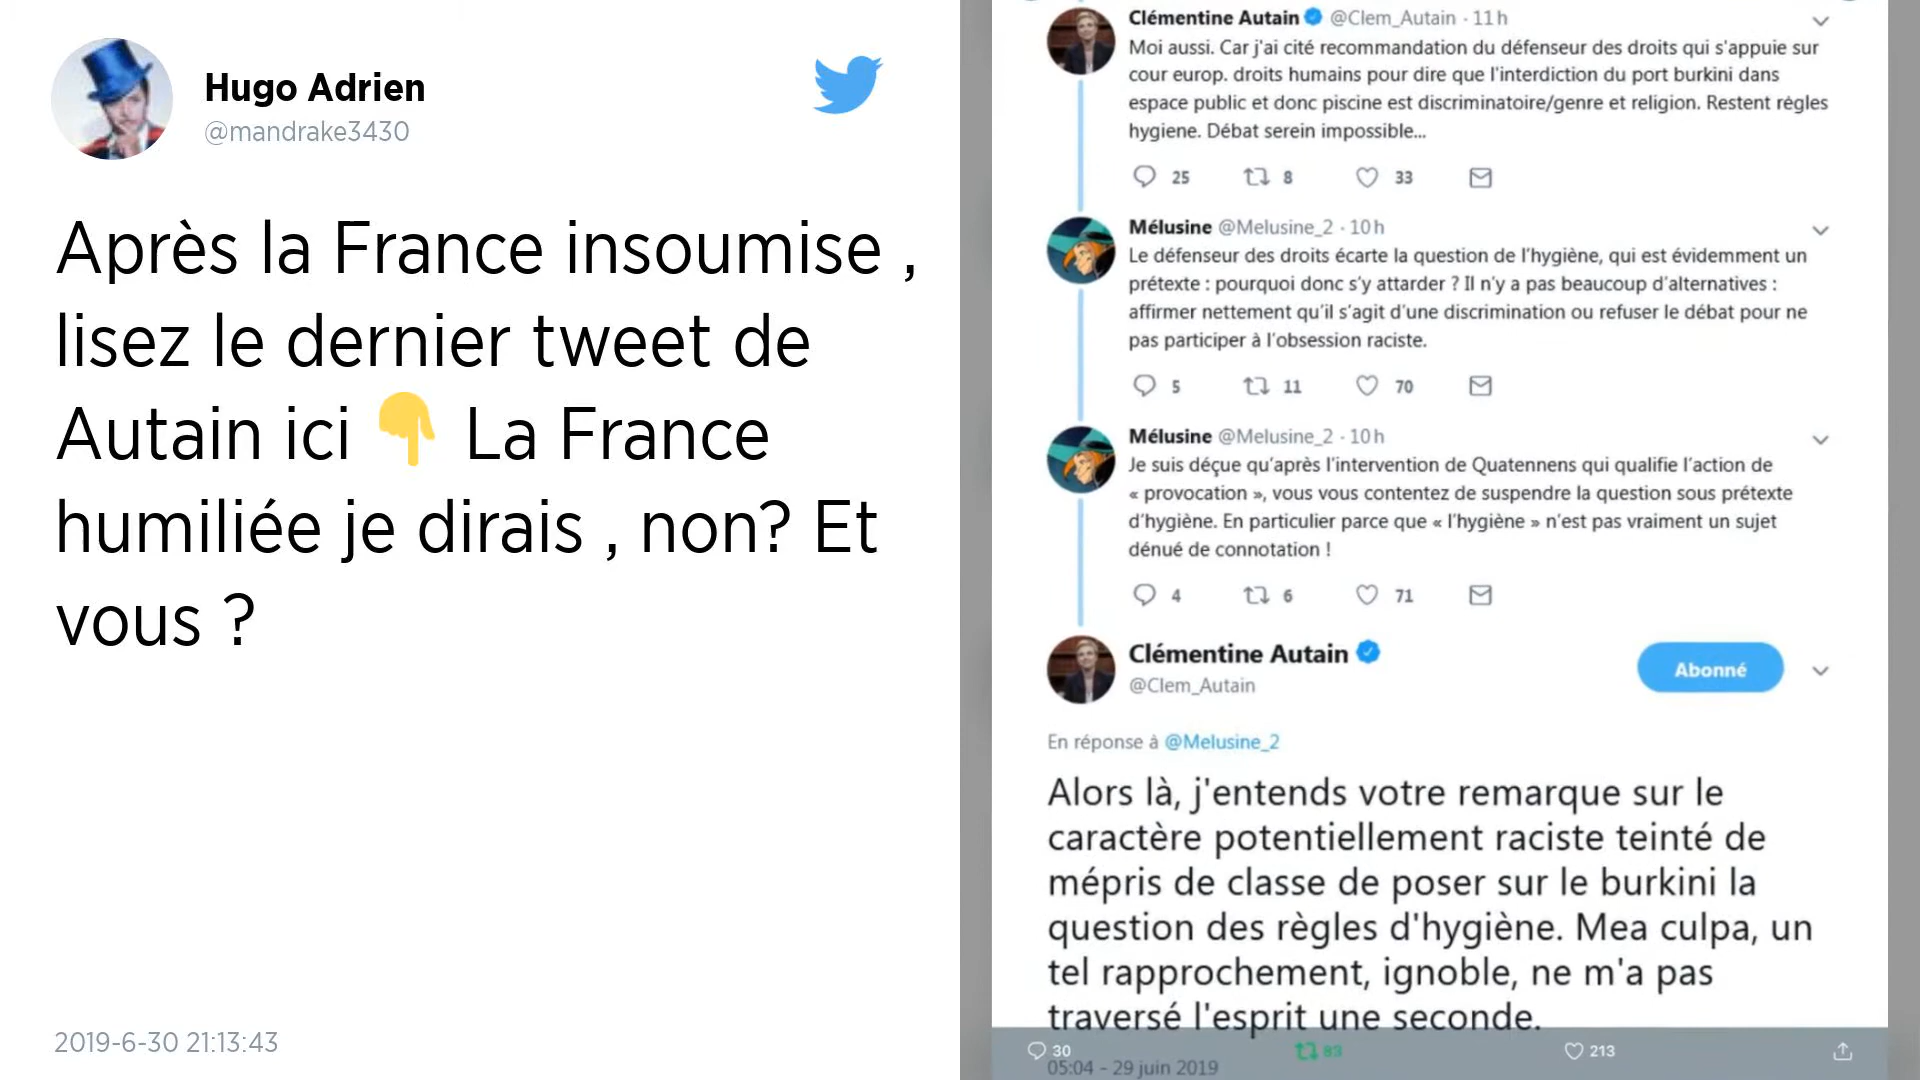 Hugo Adrien
@mandrake3430
Après la France insoumise ,
lisez le dernier tweet de
Autain ici 👇 La France
humiliée je dirais , non? Et
vous ?
2019-6-30 21:13:43
Clémentine Autain @Clem_Autain · 11 h
Moi aussi. Car j'ai cité recommandation du défenseur des droits qui s'appuie sur
cour europ. droits humains pour dire que l'interdiction du port burkini dans
espace public et donc piscine est discriminatoire/genre et religion. Restent règles
hygiene. Débat serein impossible...
25 8 33
Mélusine @Melusine_2 · 10 h
Le défenseur des droits écarte la question de l’hygiène, qui est évidemment un
prétexte : pourquoi donc s’y attarder ? Il n’y a pas beaucoup d’alternatives :
affirmer nettement qu’il s’agit d’une discrimination ou refuser le débat pour ne
pas participer à l’obsession raciste.
5 11 70
Mélusine @Melusine_2 · 10 h
Je suis déçue qu’après l’intervention de Quatennens qui qualifie l’action de
« provocation », vous vous contentez de suspendre la question sous prétexte
d’hygiène. En particulier parce que « l’hygiène » n’est pas vraiment un sujet
dénué de connotation !
4 6 71
Clémentine Autain
@Clem_Autain
Abonné
En réponse à @Melusine_2
Alors là, j'entends votre remarque sur le
caractère potentiellement raciste teinté de
mépris de classe de poser sur le burkini la
question des règles d'hygiène. Mea culpa, un
tel rapprochement, ignoble, ne m'a pas
traversé l'esprit une seconde.
30 83 213
05:04 - 29 juin 2019